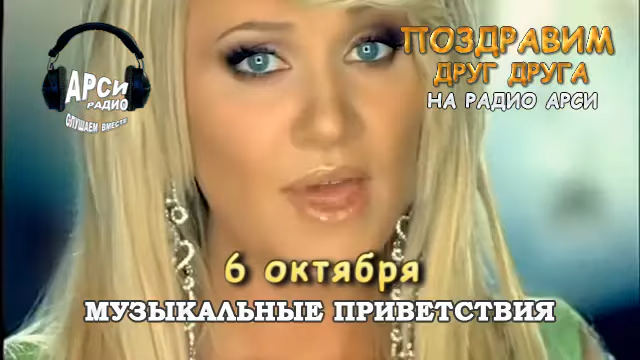 АРСИ
РАДИО
СЛУШАЕМ ВМЕСТЕ
ПОЗДРАВИМ
ДРУГ ДРУГА
НА РАДИО АРСИ
6 октября
МУЗЫКАЛЬНЫЕ ПРИВЕТСТВИЯ